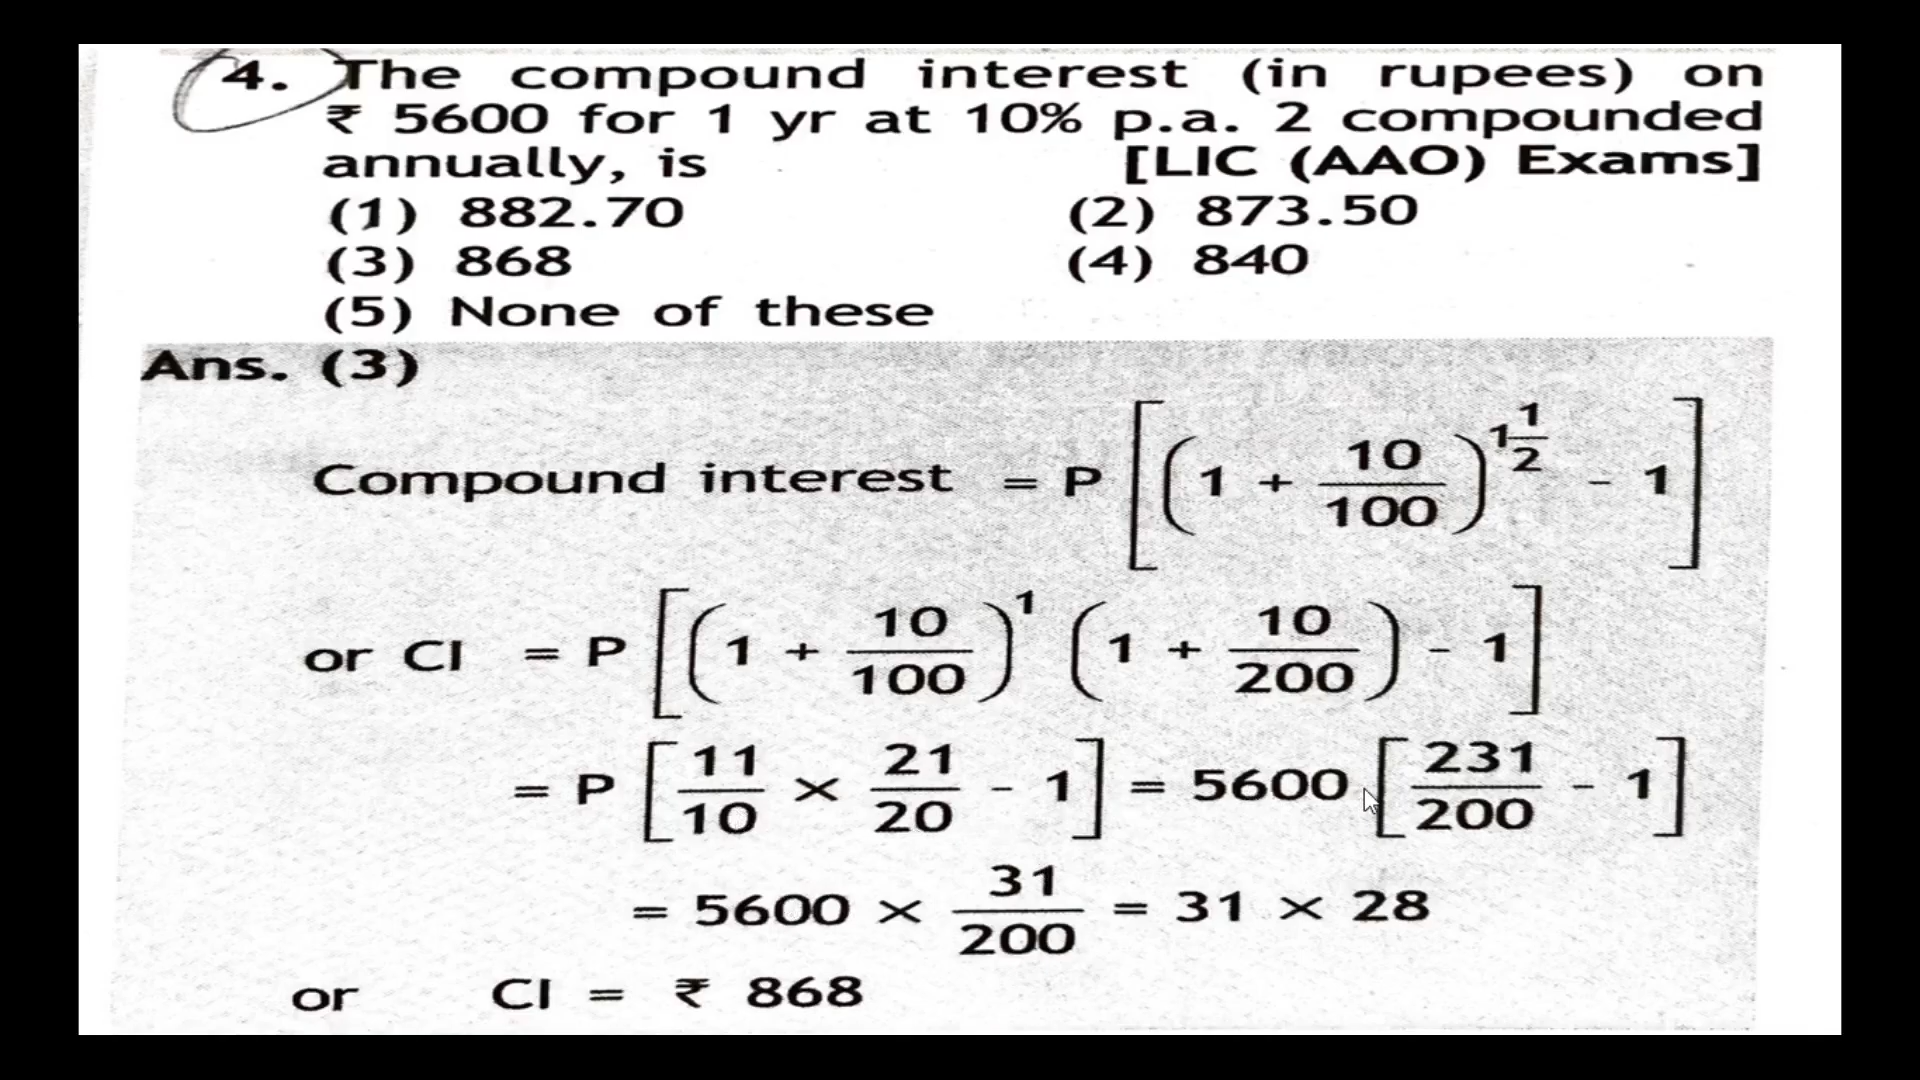 4. The compound interest (in rupees) on
₹ 5600 for 1 yr at 10% p.a. 2 compounded
annually, is [LIC (AAO) Exams]
(1) 882.70 (2) 873.50
(3) 868 (4) 840
(5) None of these
Ans. (3)
Compound interest = P [(1 + 10/100)^1 1/2 - 1]
or CI = P [(1 + 10/100)^1 (1 + 10/200) - 1]
= P [11/10 × 21/20 - 1] = 5600 [231/200 - 1]
= 5600 × 31/200 = 31 × 28
or CI = ₹ 868